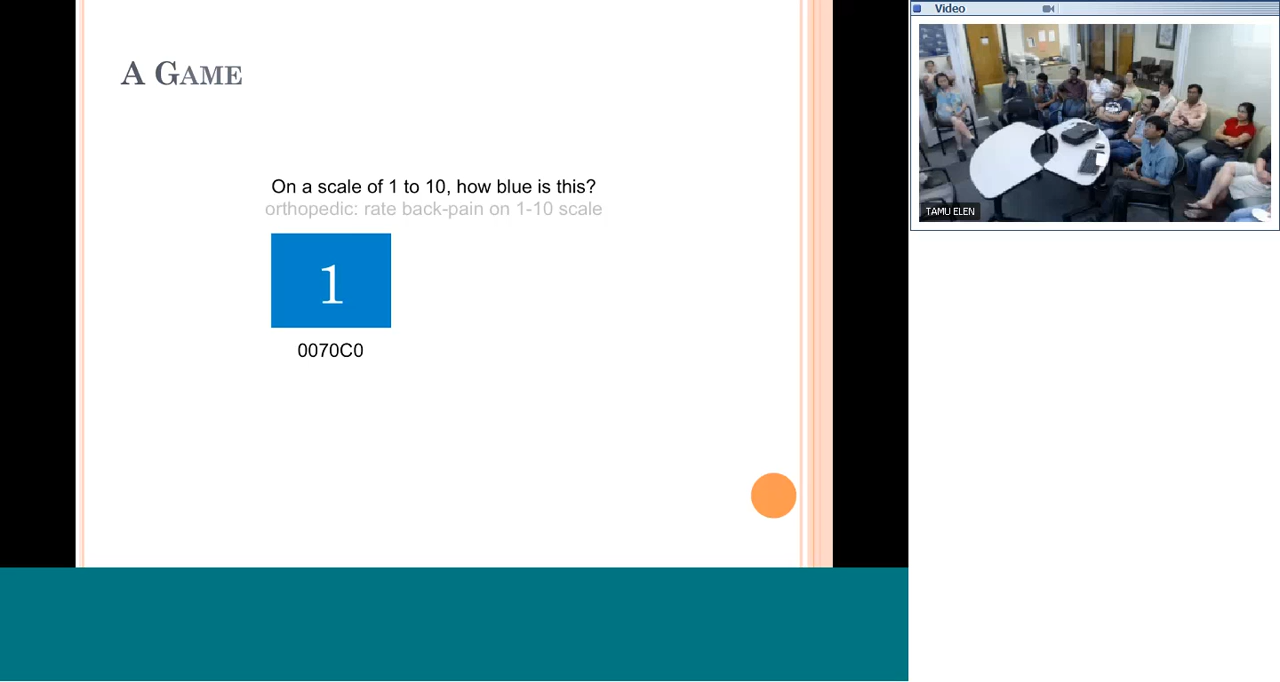 A GAME
On a scale of 1 to 10, how blue is this?
orthopedic: rate back-pain on 1-10 scale
1
0070C0
Video
TAMU ELEN